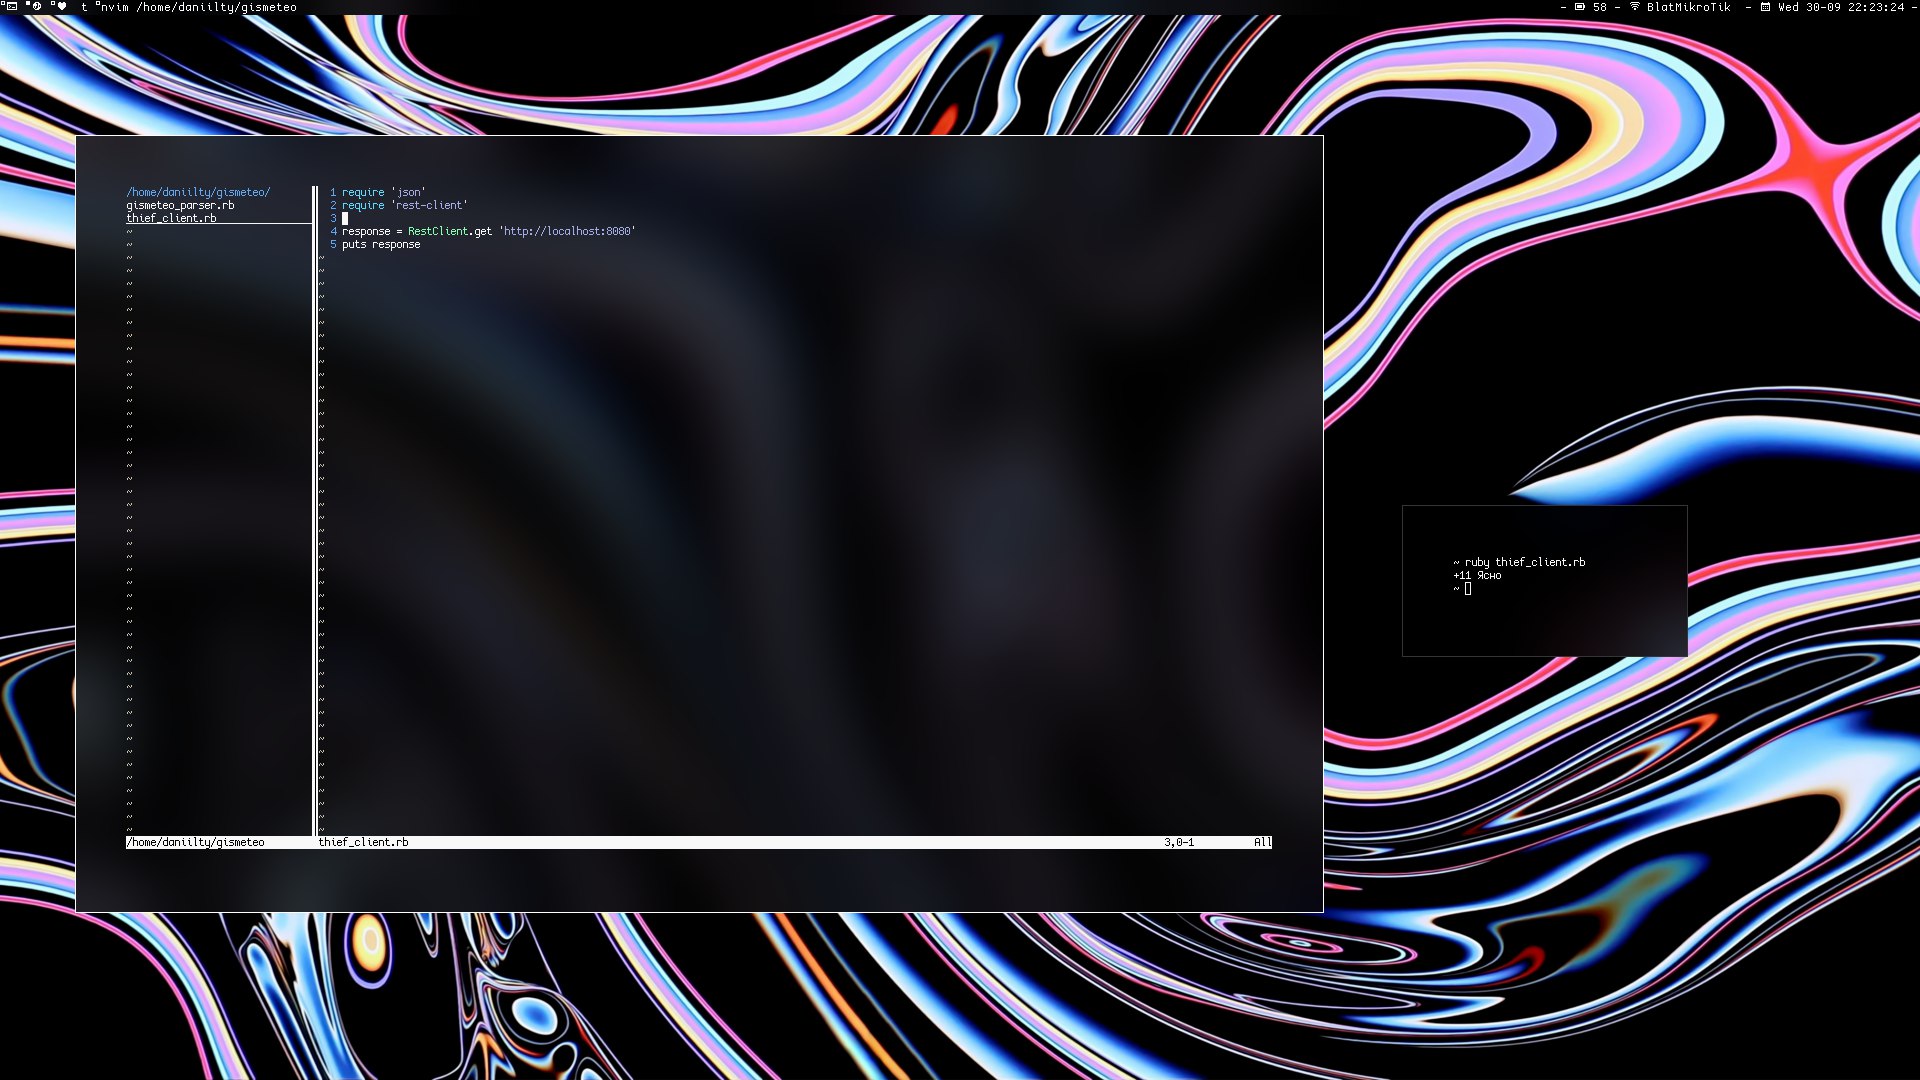 t nvim /home/daniilty/gismeteo
- 58 - BlatMikroTik - Wed 30-09 22:23:24 -
/home/daniilty/gismeteo/
gismeteo_parser.rb
thief_client.rb
1 require 'json'
2 require 'rest-client'
3
4 response = RestClient.get 'http://localhost:8080'
5 puts response
~ ruby thief_client.rb
+11 Ясно
~
/home/daniilty/gismeteo thief_client.rb 3,0-1 All